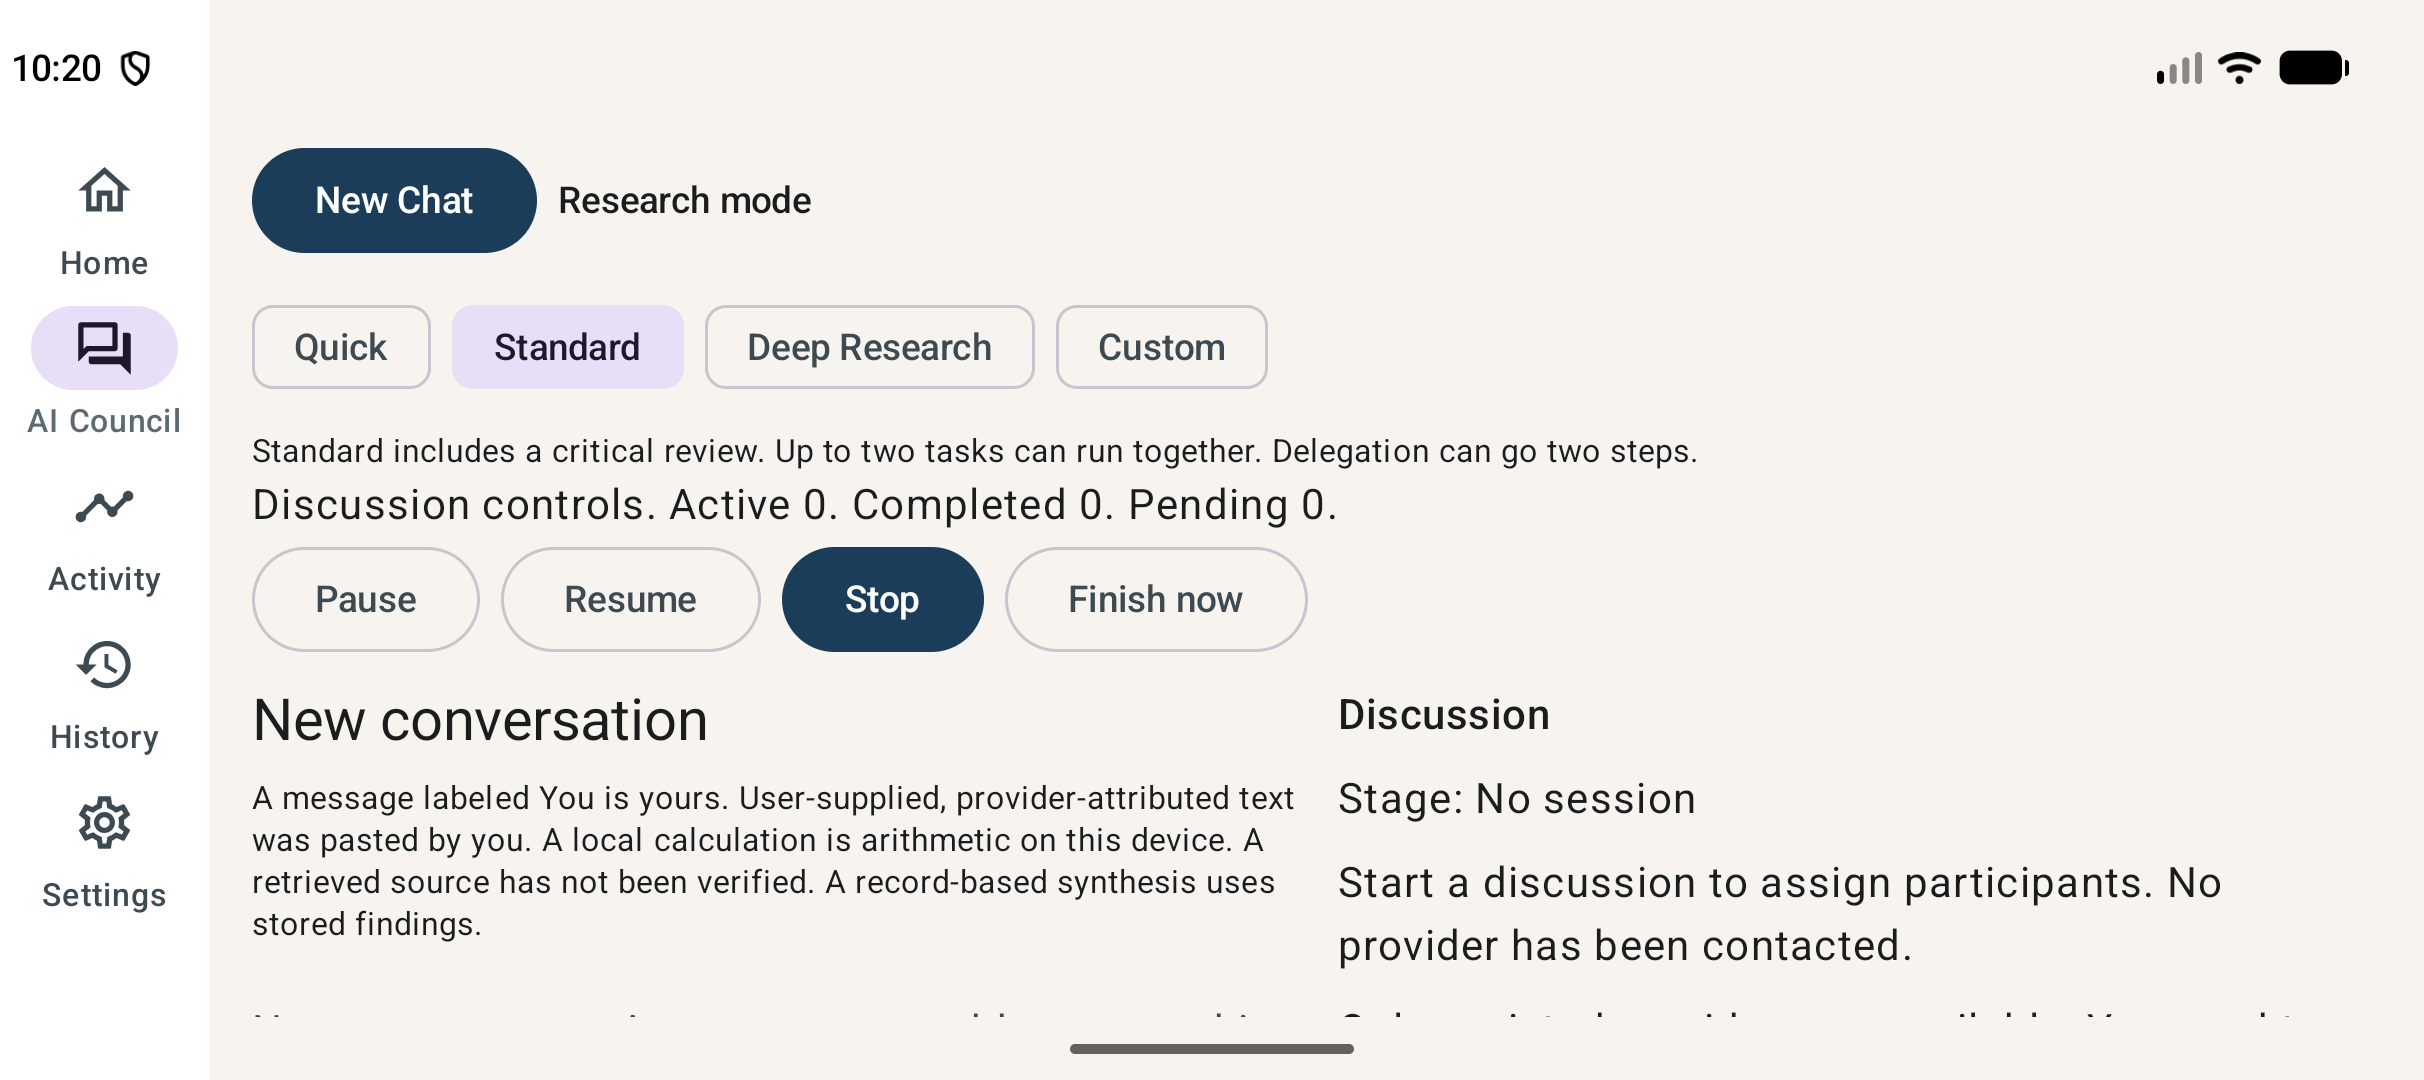 10:20
Home
AI Council
Activity
History
Settings
New Chat
Research mode
Quick
Standard
Deep Research
Custom
Standard includes a critical review. Up to two tasks can run together. Delegation can go two steps.
Discussion controls. Active 0. Completed 0. Pending 0.
Pause
Resume
Stop
Finish now
New conversation
A message labeled You is yours. User-supplied, provider-attributed text
was pasted by you. A local calculation is arithmetic on this device. A
retrieved source has not been verified. A record-based synthesis uses
stored findings.
Discussion
Stage: No session
Start a discussion to assign participants. No
provider has been contacted.